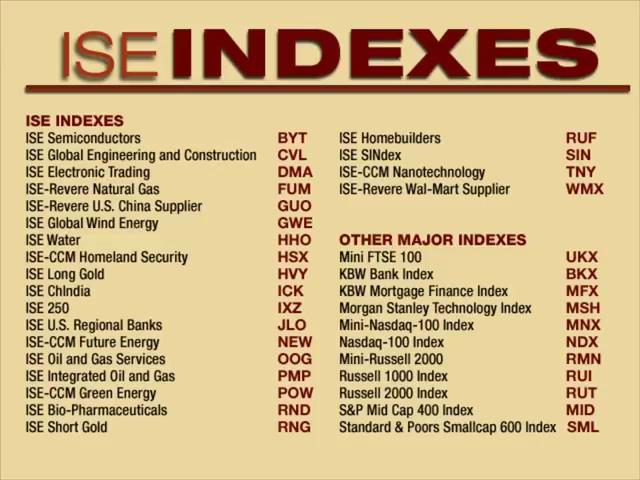 ISE INDEXES
ISE INDEXES
ISE Semiconductors BYT
ISE Global Engineering and Construction CVL
ISE Electronic Trading DMA
ISE-Revere Natural Gas FUM
ISE-Revere U.S. China Supplier GUO
ISE Global Wind Energy GWE
ISE Water HHO
ISE-CCM Homeland Security HSX
ISE Long Gold HVY
ISE ChIndia ICK
ISE 250 IXZ
ISE U.S. Regional Banks JLO
ISE-CCM Future Energy NEW
ISE Oil and Gas Services OOG
ISE Integrated Oil and Gas PMP
ISE-CCM Green Energy POW
ISE Bio-Pharmaceuticals RND
ISE Short Gold RNG
ISE Homebuilders RUF
ISE SINdex SIN
ISE-CCM Nanotechnology TNY
ISE-Revere Wal-Mart Supplier WMX
OTHER MAJOR INDEXES
Mini FTSE 100 UKX
KBW Bank Index BKX
KBW Mortgage Finance Index MFX
Morgan Stanley Technology Index MSH
Mini-Nasdaq-100 Index MNX
Nasdaq-100 Index NDX
Mini-Russell 2000 RMN
Russell 1000 Index RUI
Russell 2000 Index RUT
S&P Mid Cap 400 Index MID
Standard & Poors Smallcap 600 Index SML